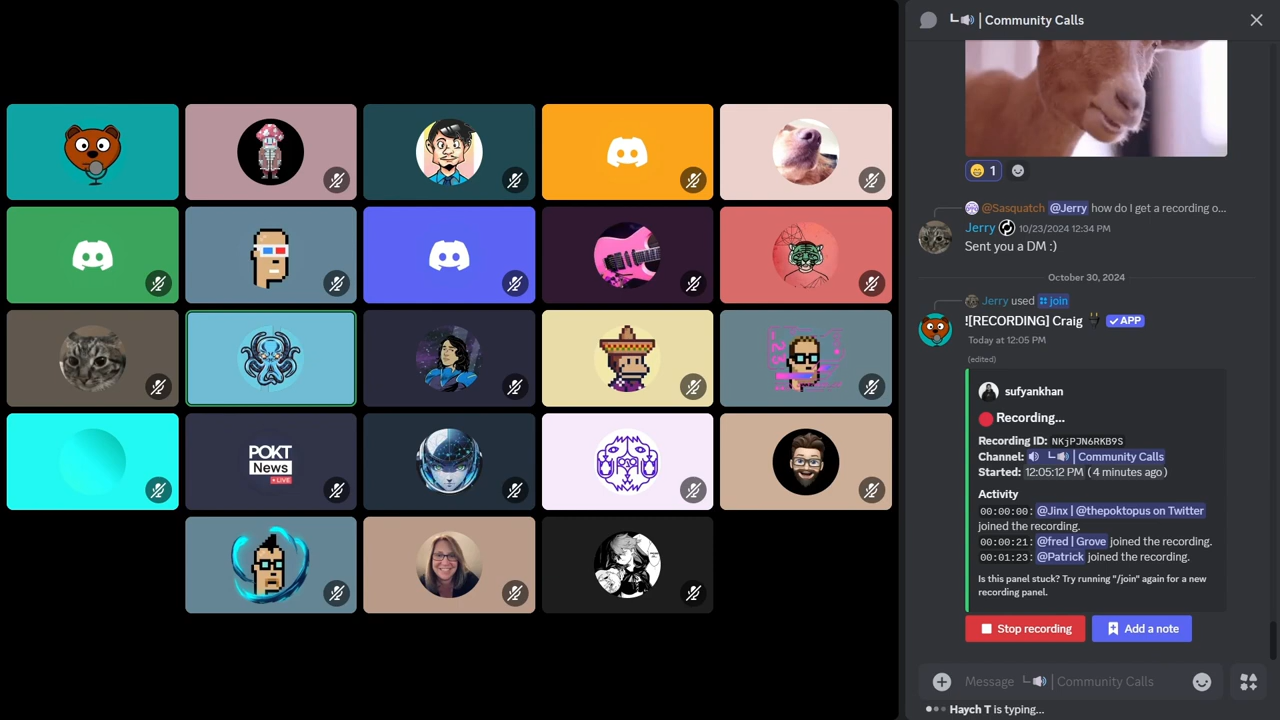 POKT
News
LIVE
Community Calls
1
@Sasquatch @Jerry how do I get a recording o...
Jerry 10/23/2024 12:34 PM
Sent you a DM :)
October 30, 2024
Jerry used join
![RECORDING] Craig APP
Today at 12:05 PM
(edited)
sufyankhan
Recording...
Recording ID: NKjPJN6RKB9S
Channel: Community Calls
Started: 12:05:12 PM (4 minutes ago)
Activity
00:00:00: @Jinx | @thepoktopus on Twitter
joined the recording.
00:00:21: @fred | Grove joined the recording.
00:01:23: @Patrick joined the recording.
Is this panel stuck? Try running "/join" again for a new
recording panel.
Stop recording
Add a note
Message Community Calls
Haych T is typing...